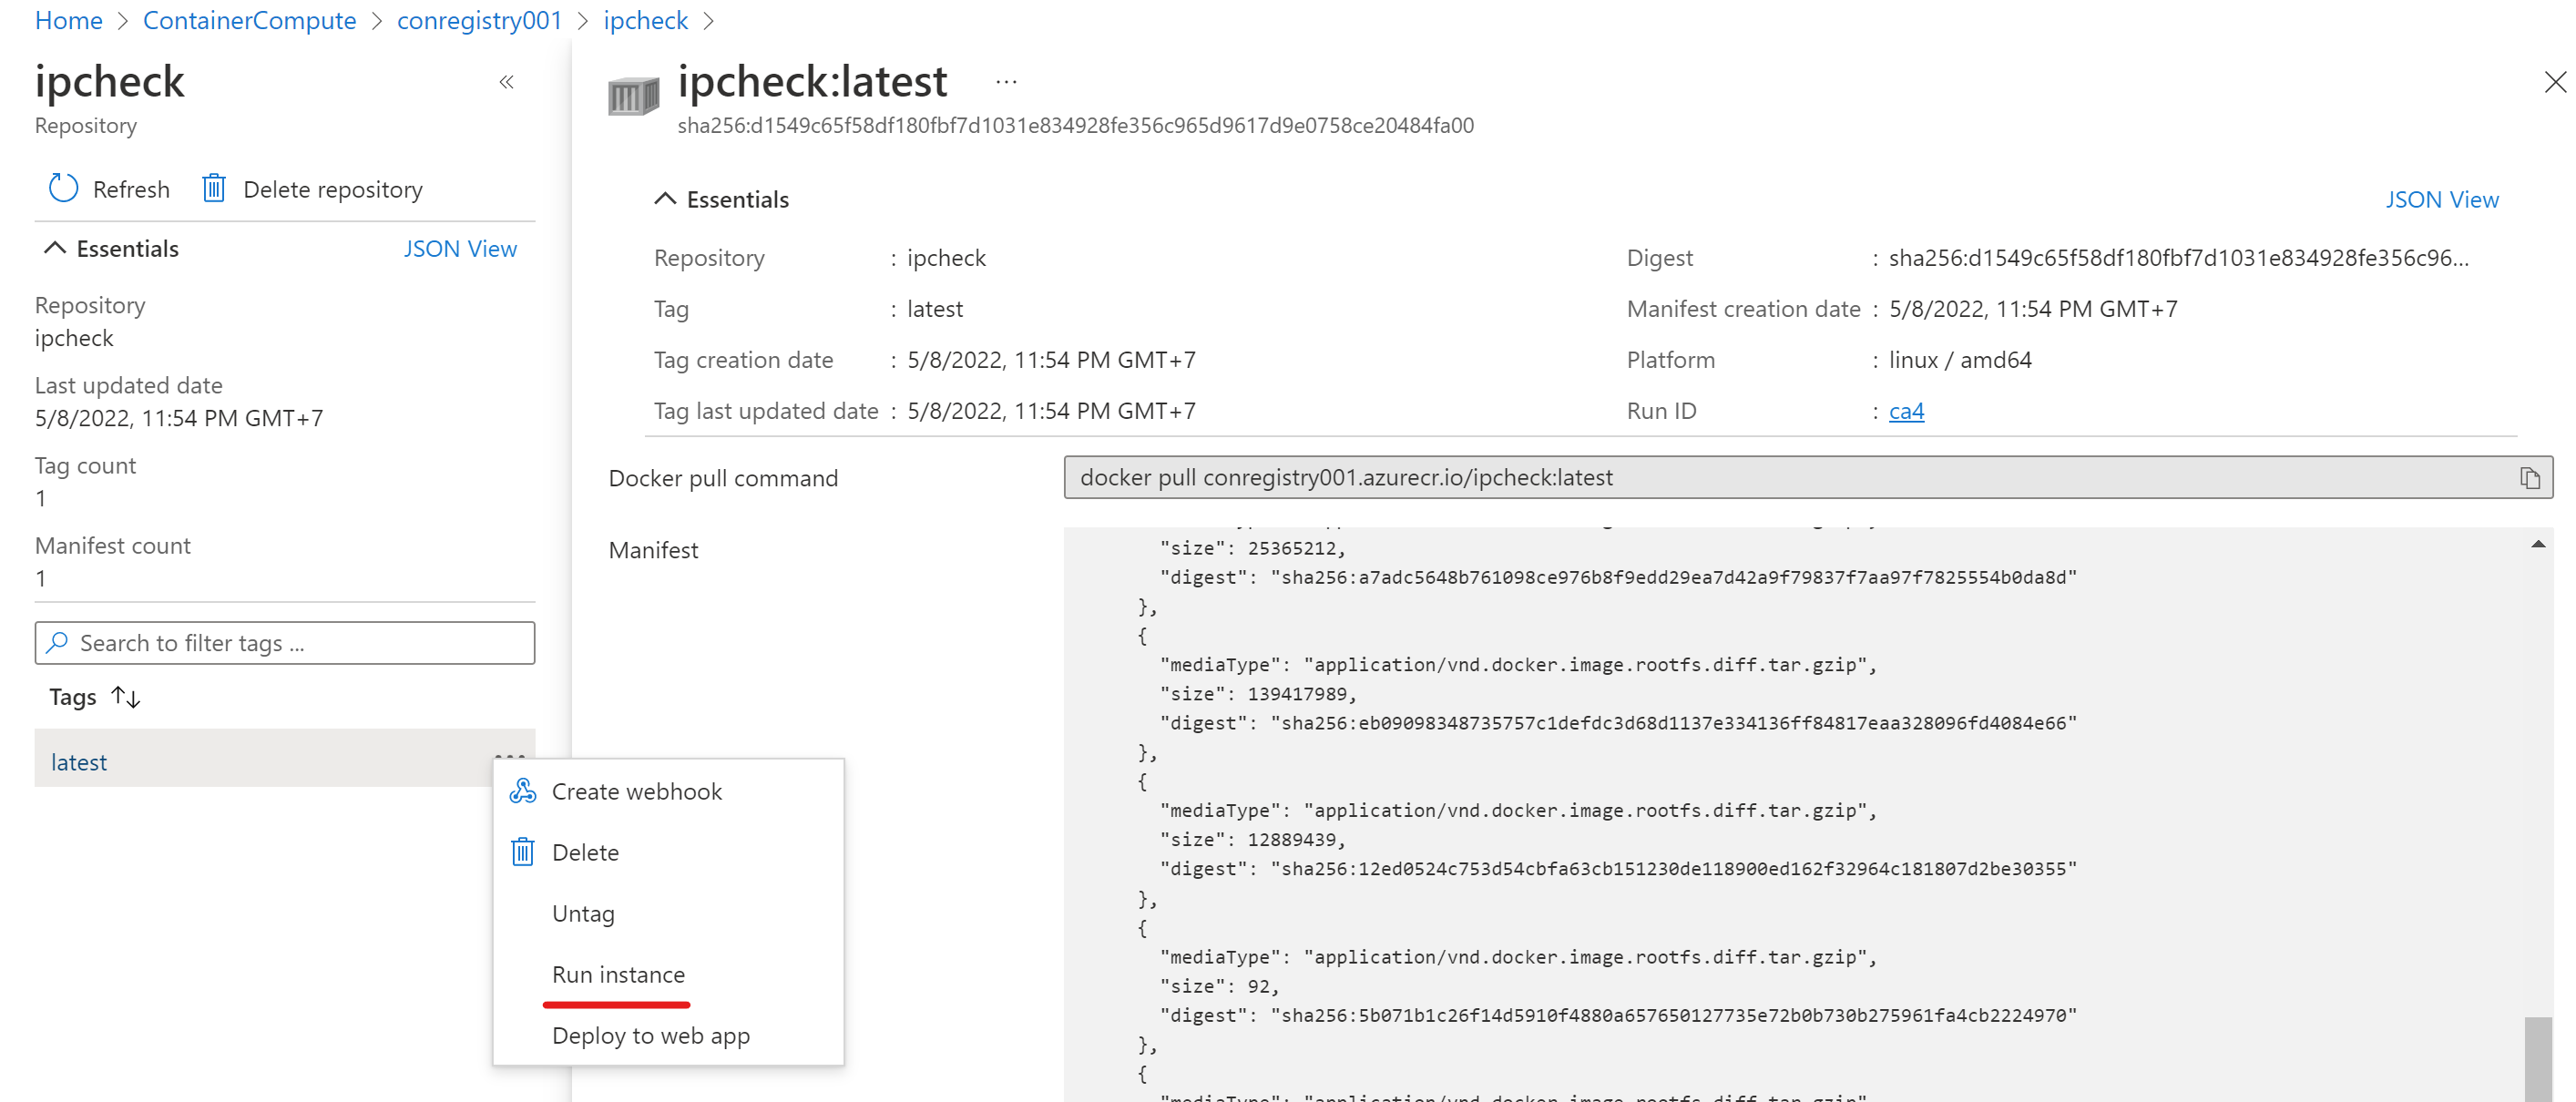 Home > ContainerCompute > conregistry001 > ipcheck >
ipcheck
Repository
Refresh Delete repository
Essentials JSON View
Repository
ipcheck
Last updated date
5/8/2022, 11:54 PM GMT+7
Tag count
1
Manifest count
1
Search to filter tags ...
Tags
latest
Create webhook
Delete
Untag
Run instance
Deploy to web app
ipcheck:latest ...
sha256:d1549c65f58df180fbf7d1031e834928fe356c965d9617d9e0758ce20484fa00
Essentials JSON View
Repository : ipcheck
Tag : latest
Tag creation date : 5/8/2022, 11:54 PM GMT+7
Tag last updated date : 5/8/2022, 11:54 PM GMT+7
Digest : sha256:d1549c65f58df180fbf7d1031e834928fe356c96...
Manifest creation date : 5/8/2022, 11:54 PM GMT+7
Platform : linux / amd64
Run ID : ca4
Docker pull command docker pull conregistry001.azurecr.io/ipcheck:latest
Manifest
"size": 25365212,
"digest": "sha256:a7adc5648b761098ce976b8f9edd29ea7d42a9f79837f7aa97f7825554b0da8d"
},
{
"mediaType": "application/vnd.docker.image.rootfs.diff.tar.gzip",
"size": 139417989,
"digest": "sha256:eb09098348735757c1defdc3d68d1137e334136ff84817eaa328096fd4084e66"
},
{
"mediaType": "application/vnd.docker.image.rootfs.diff.tar.gzip",
"size": 12889439,
"digest": "sha256:12ed0524c753d54cbfa63cb151230de118900ed162f32964c181807d2be30355"
},
{
"mediaType": "application/vnd.docker.image.rootfs.diff.tar.gzip",
"size": 92,
"digest": "sha256:5b071b1c26f14d5910f4880a657650127735e72b0b730b275961fa4cb2224970"
},
{